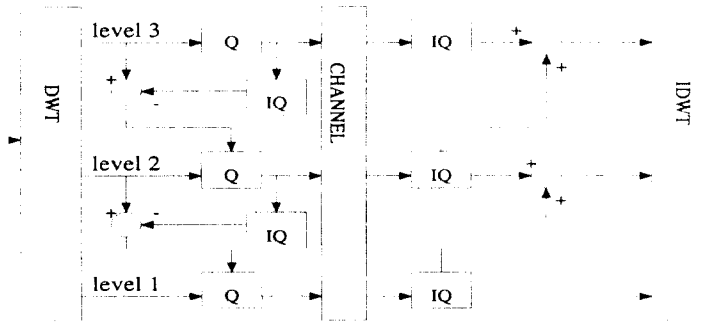 level 3
Q
IQ
+
+
+
-
IQ
DWT
CHANNEL
IDWT
level 2
Q
IQ
+
+
+
-
IQ
level 1
Q
IQ